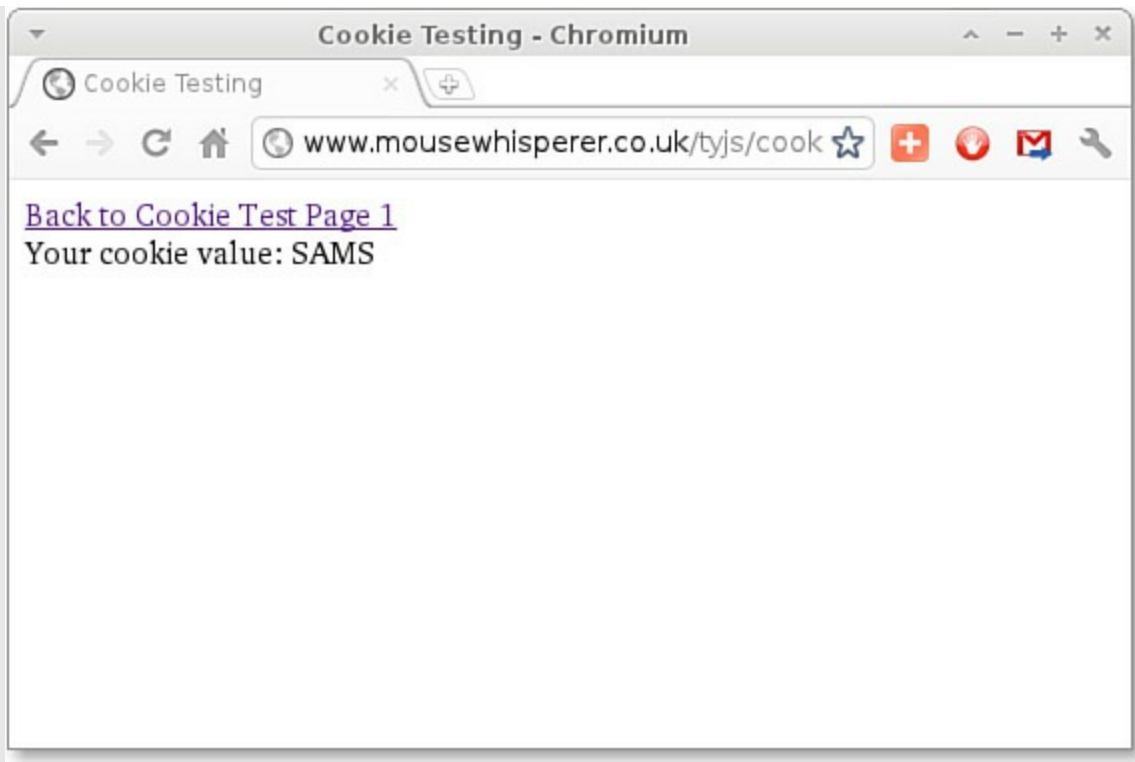 Cookie Testing - Chromium
Cookie Testing
www.mousewhisperer.co.uk/tyjs/cook
Back to Cookie Test Page 1
Your cookie value: SAMS